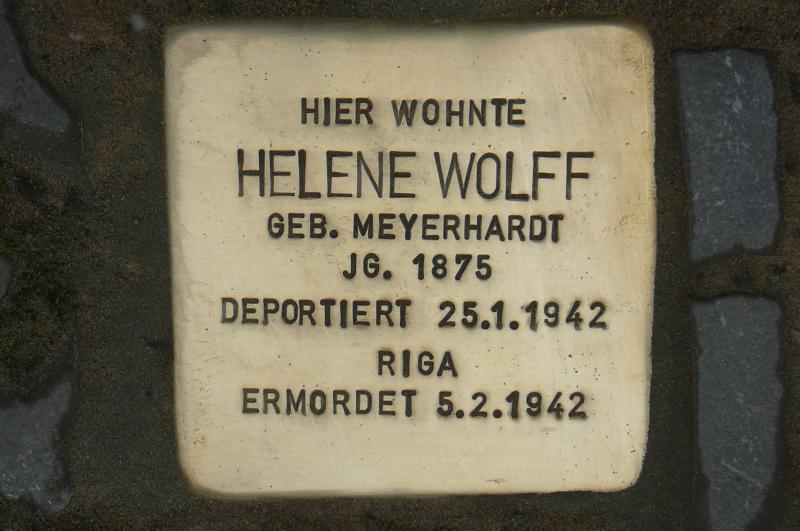 HIER WOHNTE
HELENE WOLFF
GEB. MEYERHARDT
JG. 1875
DEPORTIERT 25.1.1942
RIGA
ERMORDET 5.2.1942